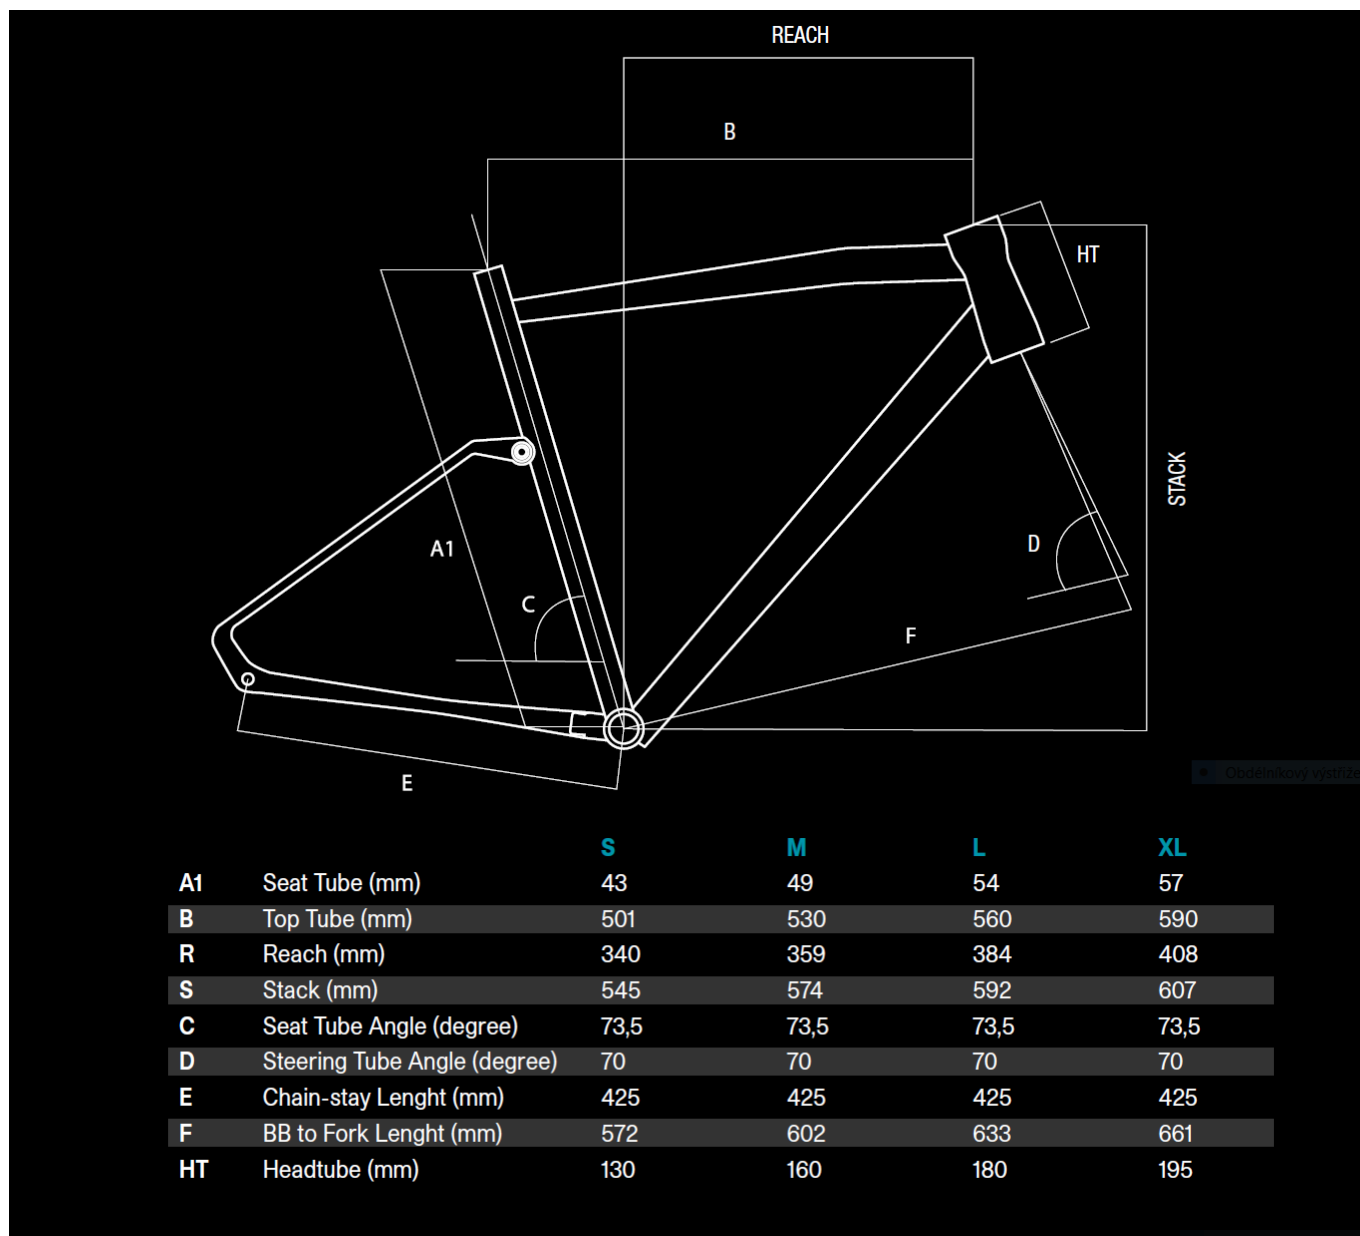 REACH
B
HT
STACK
A1
D
C
F
E
Obdélníkový výstřiže
S M L XL
A1 Seat Tube (mm) 43 49 54 57
B Top Tube (mm) 501 530 560 590
R Reach (mm) 340 359 384 408
S Stack (mm) 545 574 592 607
C Seat Tube Angle (degree) 73,5 73,5 73,5 73,5
D Steering Tube Angle (degree) 70 70 70 70
E Chain-stay Lenght (mm) 425 425 425 425
F BB to Fork Lenght (mm) 572 602 633 661
HT Headtube (mm) 130 160 180 195